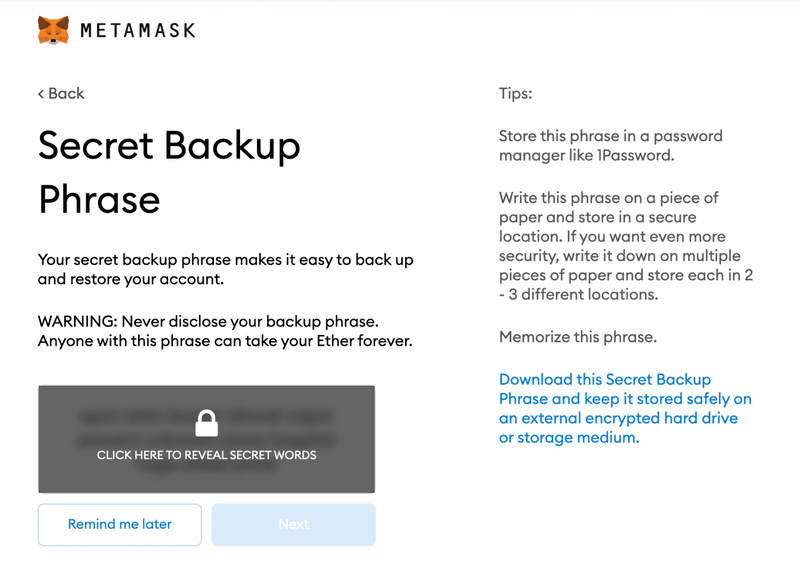 METAMASK
< Back
Secret Backup
Phrase
Your secret backup phrase makes it easy to back up
and restore your account.
WARNING: Never disclose your backup phrase.
Anyone with this phrase can take your Ether forever.
CLICK HERE TO REVEAL SECRET WORDS
Remind me later
Next
Tips:
Store this phrase in a password
manager like 1Password.
Write this phrase on a piece of
paper and store in a secure
location. If you want even more
security, write it down on multiple
pieces of paper and store each in 2
- 3 different locations.
Memorize this phrase.
Download this Secret Backup
Phrase and keep it stored safely on
an external encrypted hard drive
or storage medium.